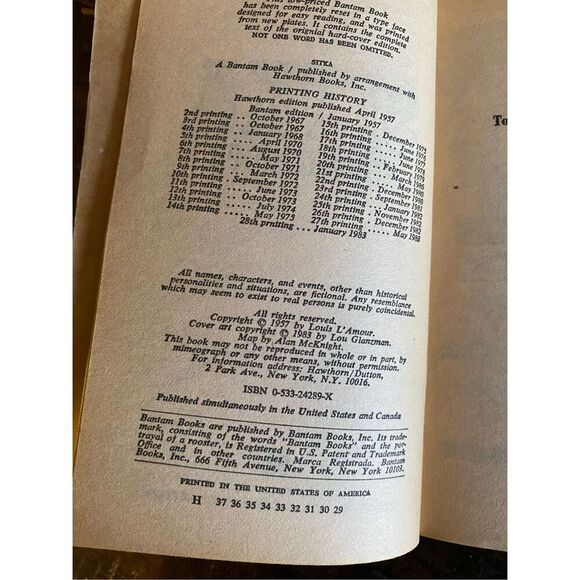 low-priced Bantam Book
has been completely reset in a type face
designed for easy reading, and was printed
from new plates. It contains the complete
text of the orignial hard-cover edition.
NOT ONE WORD HAS BEEN OMITTED.
SITKA
A Bantam Book / published by arrangement with
Hawthorn Books, Inc.
PRINTING HISTORY
Hawthorn edition published April 1957
Bantam edition / January 1957
2nd printing .. October 1967
3rd printing .. October 1967
4th printing .. January 1968
5th printing .... April 1970
6th printing ... August 1970
7th printing ..... May 1971
8th printing .. October 1971
9th printing ... March 1972
10th printing . September 1972
11th printing .... June 1973
12th printing .. October 1973
13th printing .... July 1974
14th printing .... May 1975
15th printing . December 1975
16th printing .... June 1976
17th printing .... June
18th printing .... June
19th printing . February
20th printing ... March 1980
21st printing .... May 1980
22nd printing . December 1980
23rd printing . September 1981
24th printing .. January 1982
25th printing . November 1982
26th printing . December 1982
27th printing .... May 1983
28th prnting ... January 1983
All names, characters, and events, other than historical
personalities and situations, are fictional. Any resemblance
which may seem to exist to real persons is purely coincidental.
All rights reserved.
Copyright © 1957 by Louis L'Amour.
Cover art copyright © 1983 by Lou Glanzman.
Map by Alan McKnight.
This book may not be reproduced in whole or in part, by
mimeograph or any other means, without permission.
For information address: Hawthorn/Dutton,
2 Park Ave., New York, N.Y. 10016.
ISBN 0-533-24289-X
Published simultaneously in the United States and Canada
Bantam Books are published by Bantam Books, Inc. Its trade-
mark, consisting of the words "Bantam Books" and the por-
trayal of a rooster, is Registered in U.S. Patent and Trademark
Office and in other countries. Marca Registrada. Bantam
Books, Inc., 666 Fifth Avenue, New York, New York 10103.
PRINTED IN THE UNITED STATES OF AMERICA
H 37 36 35 34 33 32 31 30 29
To